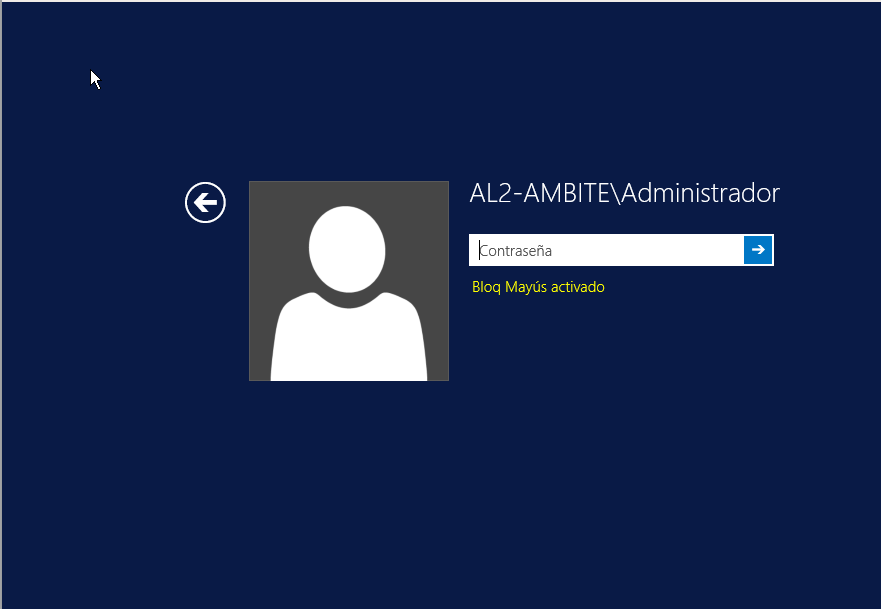 AL2-AMBITE\Administrador
Contraseña
Bloq Mayús activado